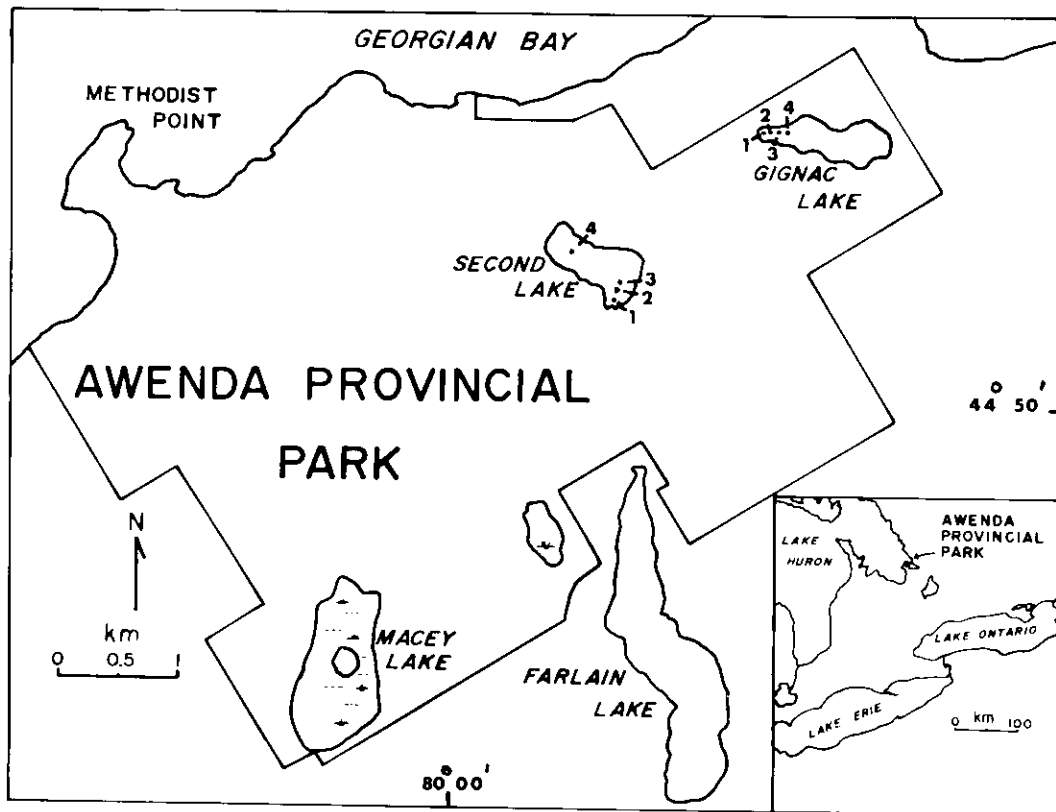 GEORGIAN BAY
METHODIST
POINT
1
2
3
4
GIGNAC
LAKE
SECOND
LAKE
4
3
2
1
AWENDA PROVINCIAL
PARK
44° 50'
N
km
0 0.5 1
MACEY
LAKE
FARLAIN
LAKE
80° 00'
AWENDA
PROVINCIAL
PARK
LAKE
HURON
LAKE ONTARIO
LAKE ERIE
0 km 100